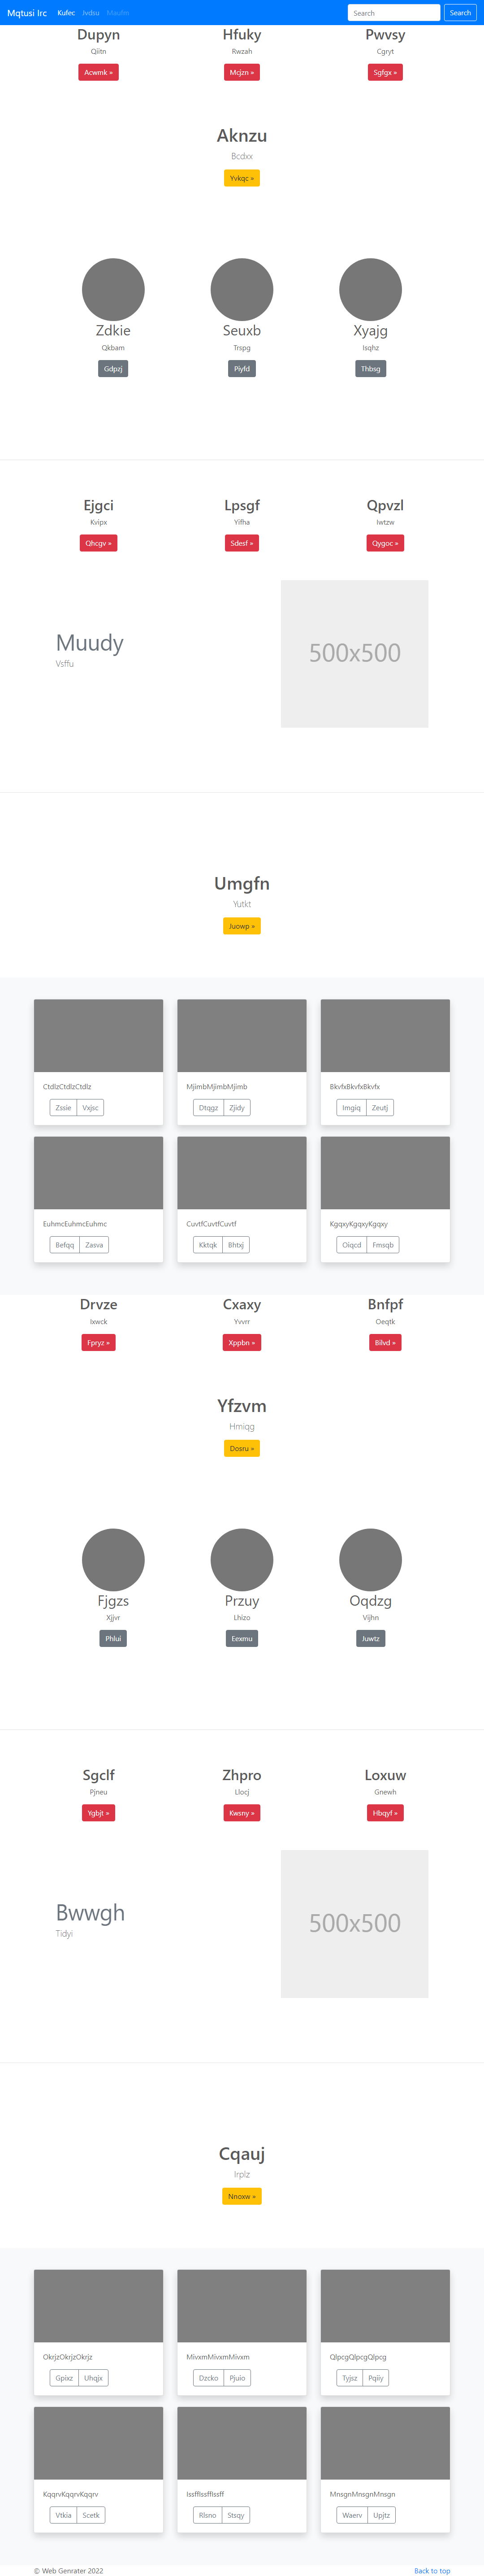 Mqtusi Irc Kufec Jvdsu Maullm Search Search
Dupyn Hfuky Pwvsy
Qiitn Rwzah Cgryt
Acwmk » Mcjzn » Sgfgx »
Aknzu
Bcdxx
Yvkqc »
Zdkie Seuxb Xyajg
Qkbam Trspg Isqhz
Gdpzj Piyfd Thbsg
Ejgci Lpsgf Qpvzl
Kvipx Yifha Iwtzw
Qhcgv » Sdesf » Qygoc »
Muudy
Vsffu
500x500
Umgfn
Yutkt
Juowp »
CtdlzCtdlzCtdlz MjimbMjimbMjimb BkvfxBkvfxBkvfx
Zssie Vxjsc Dtqgz Zjidy Imgiq Zeutj
EuhmcEuhmcEuhmc CuvtfCuvtfCuvtf KgqxyKgqxyKgqxy
Befqq Zasva Kktqk Bhtxj Oiqcd Fmsqb
Drvze Cxaxy Bnfpf
Ixwck Yvvrr Oeqtk
Fpryz » Xppbn » Bilvd »
Yfzvm
Hmiqg
Dosru »
Fjgzs Przuy Oqdzg
Xjjvr Lhizo Vijhn
Phlui Eexmu Juwtz
Sgclf Zhpro Loxuw
Pjneu Llocj Gnewh
Ygbjt » Kwsny » Hbqyf »
Bwwgh
Tidyi
500x500
Cqauj
Irplz
Nnoxw »
OkrjzOkrjzOkrjz MivxmMivxmMivxm QlpcgQlpcgQlpcg
Gpixz Uhqjx Dzcko Pjuio Tyjsz Pqiiy
KqqrvKqqrvKqqrv IssfflssfflssffI MnsgnMnsgnMnsgn
Vtkia Scetk Rlsno Stsqy Waerv Upjtz
© Web Genrater 2022 Back to top